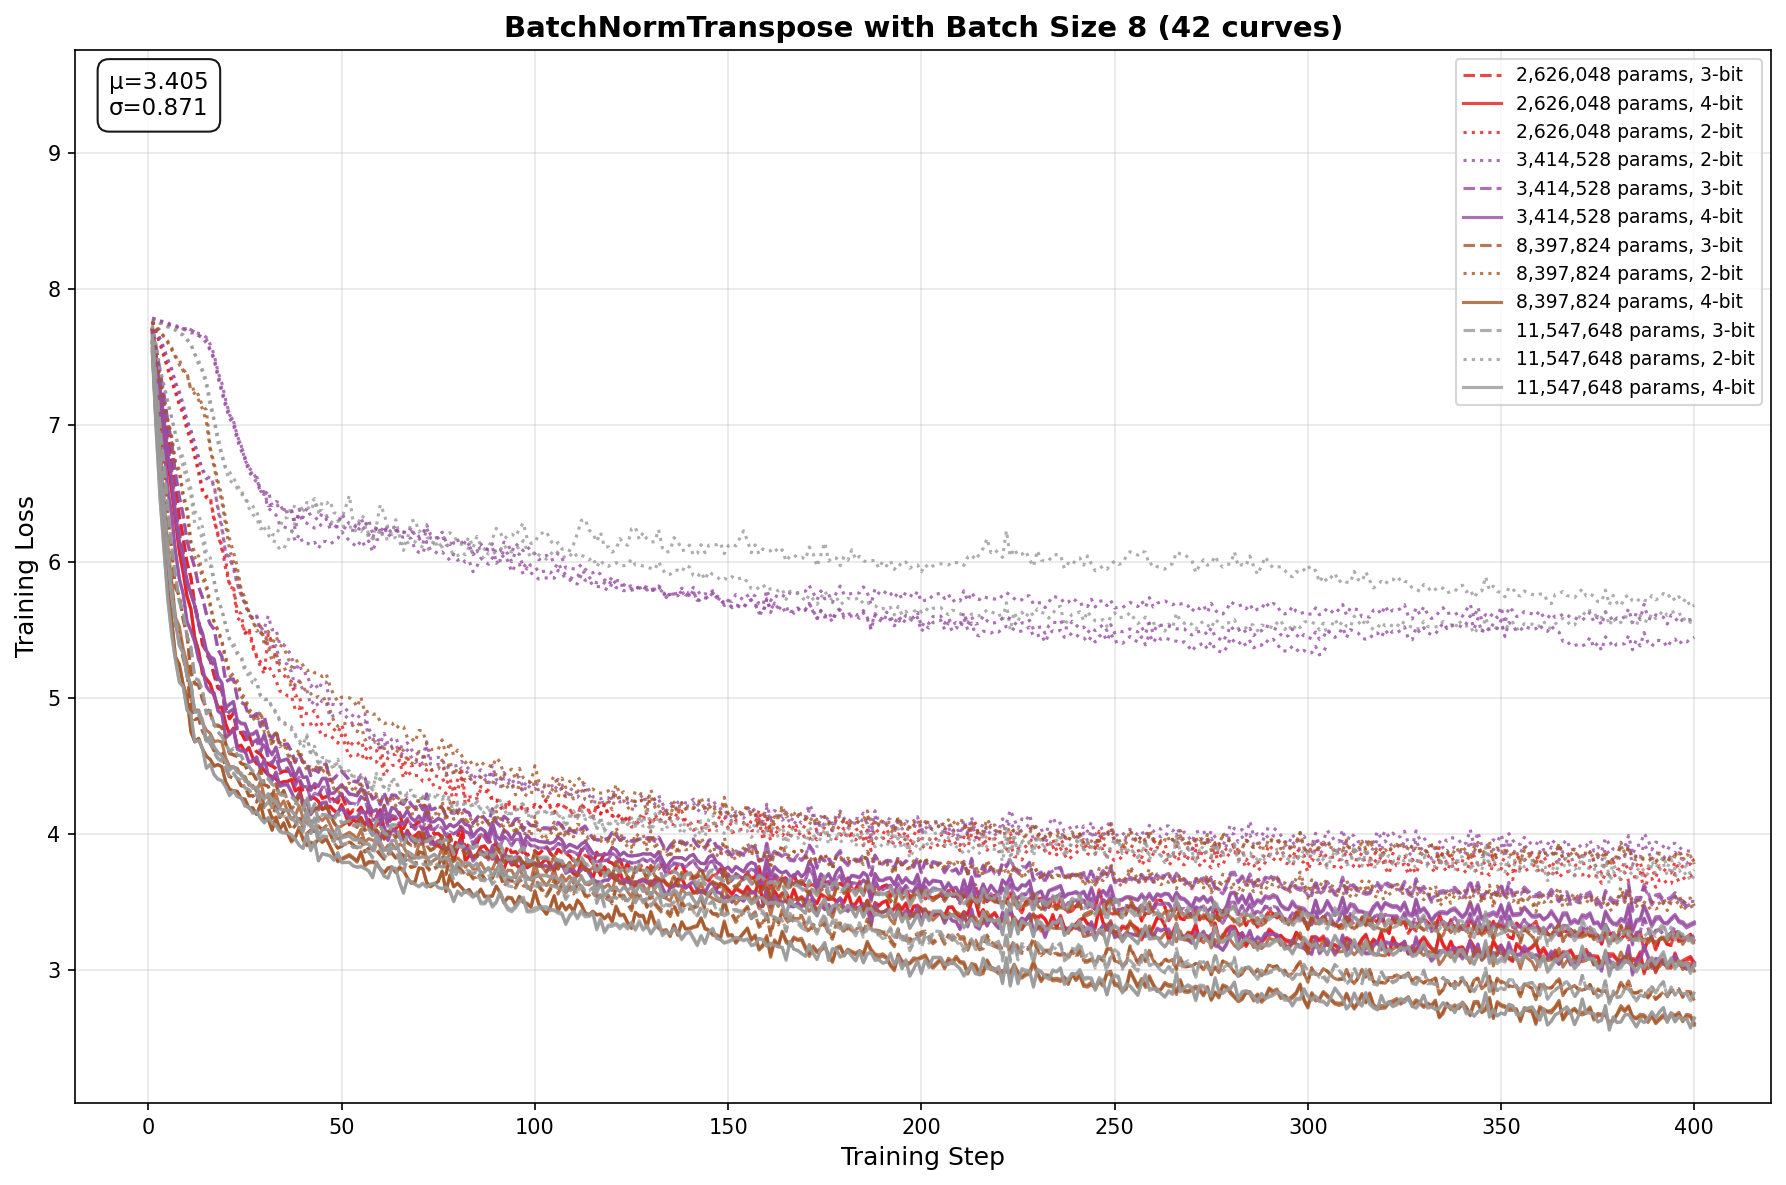 BatchNormTranspose with Batch Size 8 (42 curves)
μ=3.405
σ=0.871
2,626,048 params, 3-bit
2,626,048 params, 4-bit
2,626,048 params, 2-bit
3,414,528 params, 2-bit
3,414,528 params, 3-bit
3,414,528 params, 4-bit
8,397,824 params, 3-bit
8,397,824 params, 2-bit
8,397,824 params, 4-bit
11,547,648 params, 3-bit
11,547,648 params, 2-bit
11,547,648 params, 4-bit
Training Loss
9
8
7
6
5
4
3
0 50 100 150 200 250 300 350 400
Training Step